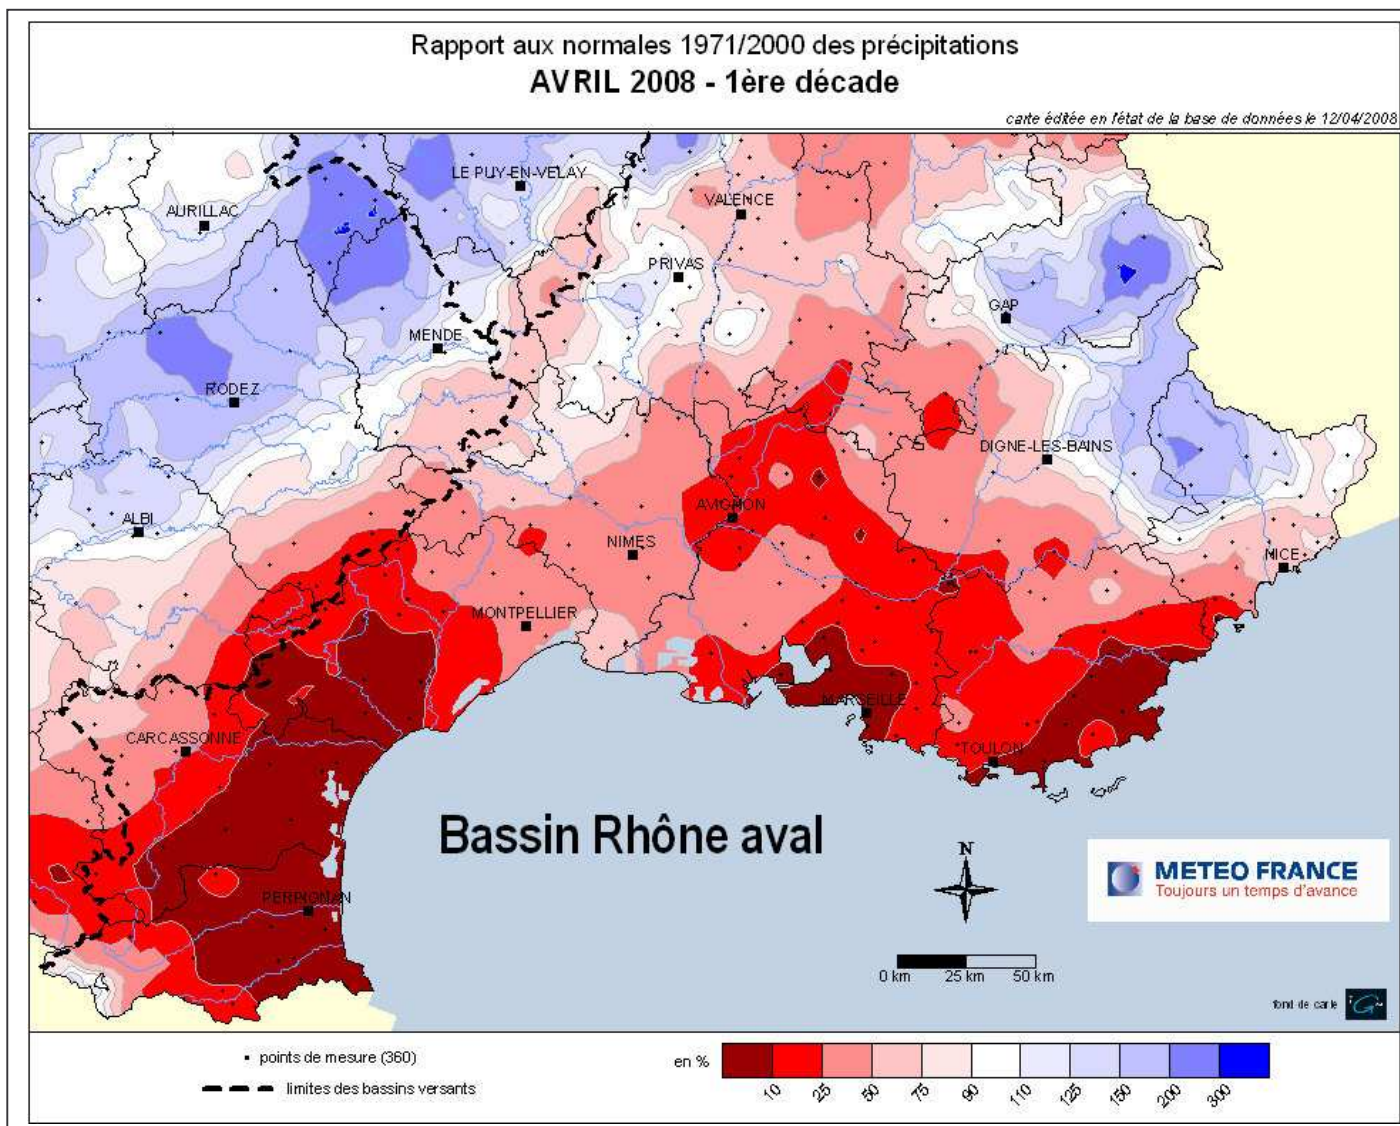 Rapport aux normales 1971/2000 des précipitations
AVRIL 2008 - 1ère décade
carte éditée en l'état de la base de données le 12/04/2008
LE PUY-EN-VELAY
AURILLAC
VALENCE
PRIVAS
GAP
MENDE
RODEZ
DIGNE-LES-BAINS
AVIGNON
ALBI
NIMES
NICE
MONTPELLIER
MARSEILLE
CARCASSONNE
TOULON
Bassin Rhône aval
N
METEO FRANCE
Toujours un temps d'avance
PERPIGNAN
0 km 25 km 50 km
fond de carte
points de mesure (360)
en %
limites des bassins versants
10 25 50 75 90 110 125 150 200 300